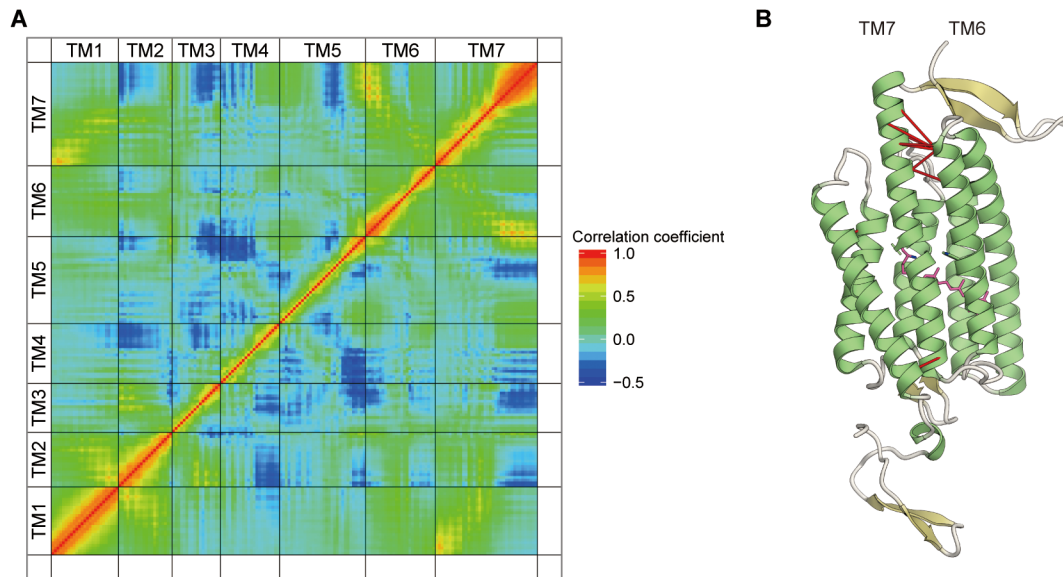 A
B
TM1 TM2 TM3 TM4 TM5 TM6 TM7
TM7 TM6
TM7
TM6
TM5
TM4
TM3
TM2
TM1
Correlation coefficient
1.0
0.5
0.0
−0.5